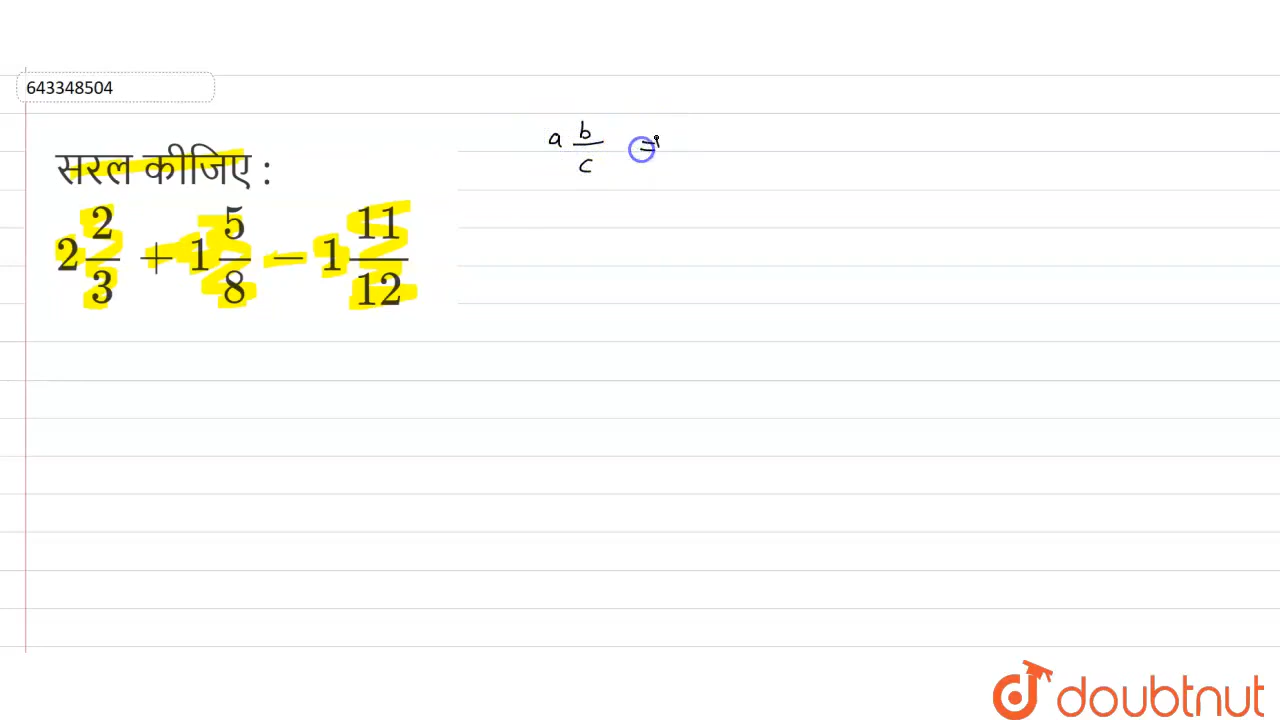 643348504
सरल कीजिए :
2 2/3 + 1 5/8 − 1 11/12
a b/c =
doubtnut